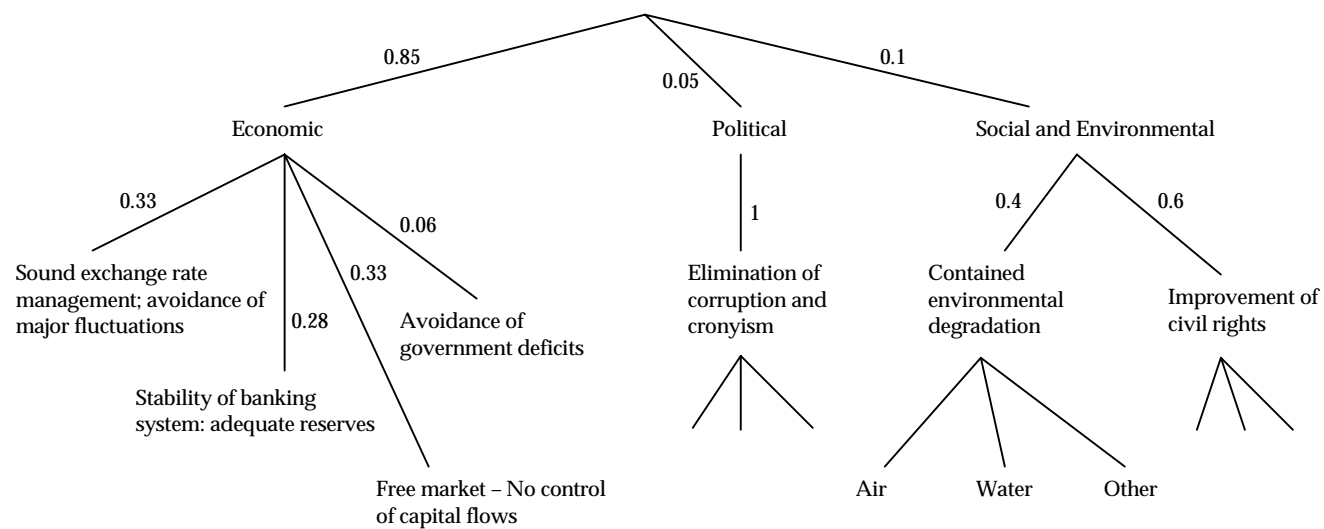 0.85
0.05
0.1
Economic
Political
Social and Environmental
0.33
0.28
0.33
0.06
1
0.4
0.6
Sound exchange rate
management; avoidance of
major fluctuations
Stability of banking
system: adequate reserves
Free market – No control
of capital flows
Avoidance of
government deficits
Elimination of
corruption and
cronyism
Contained
environmental
degradation
Improvement of
civil rights
Air
Water
Other